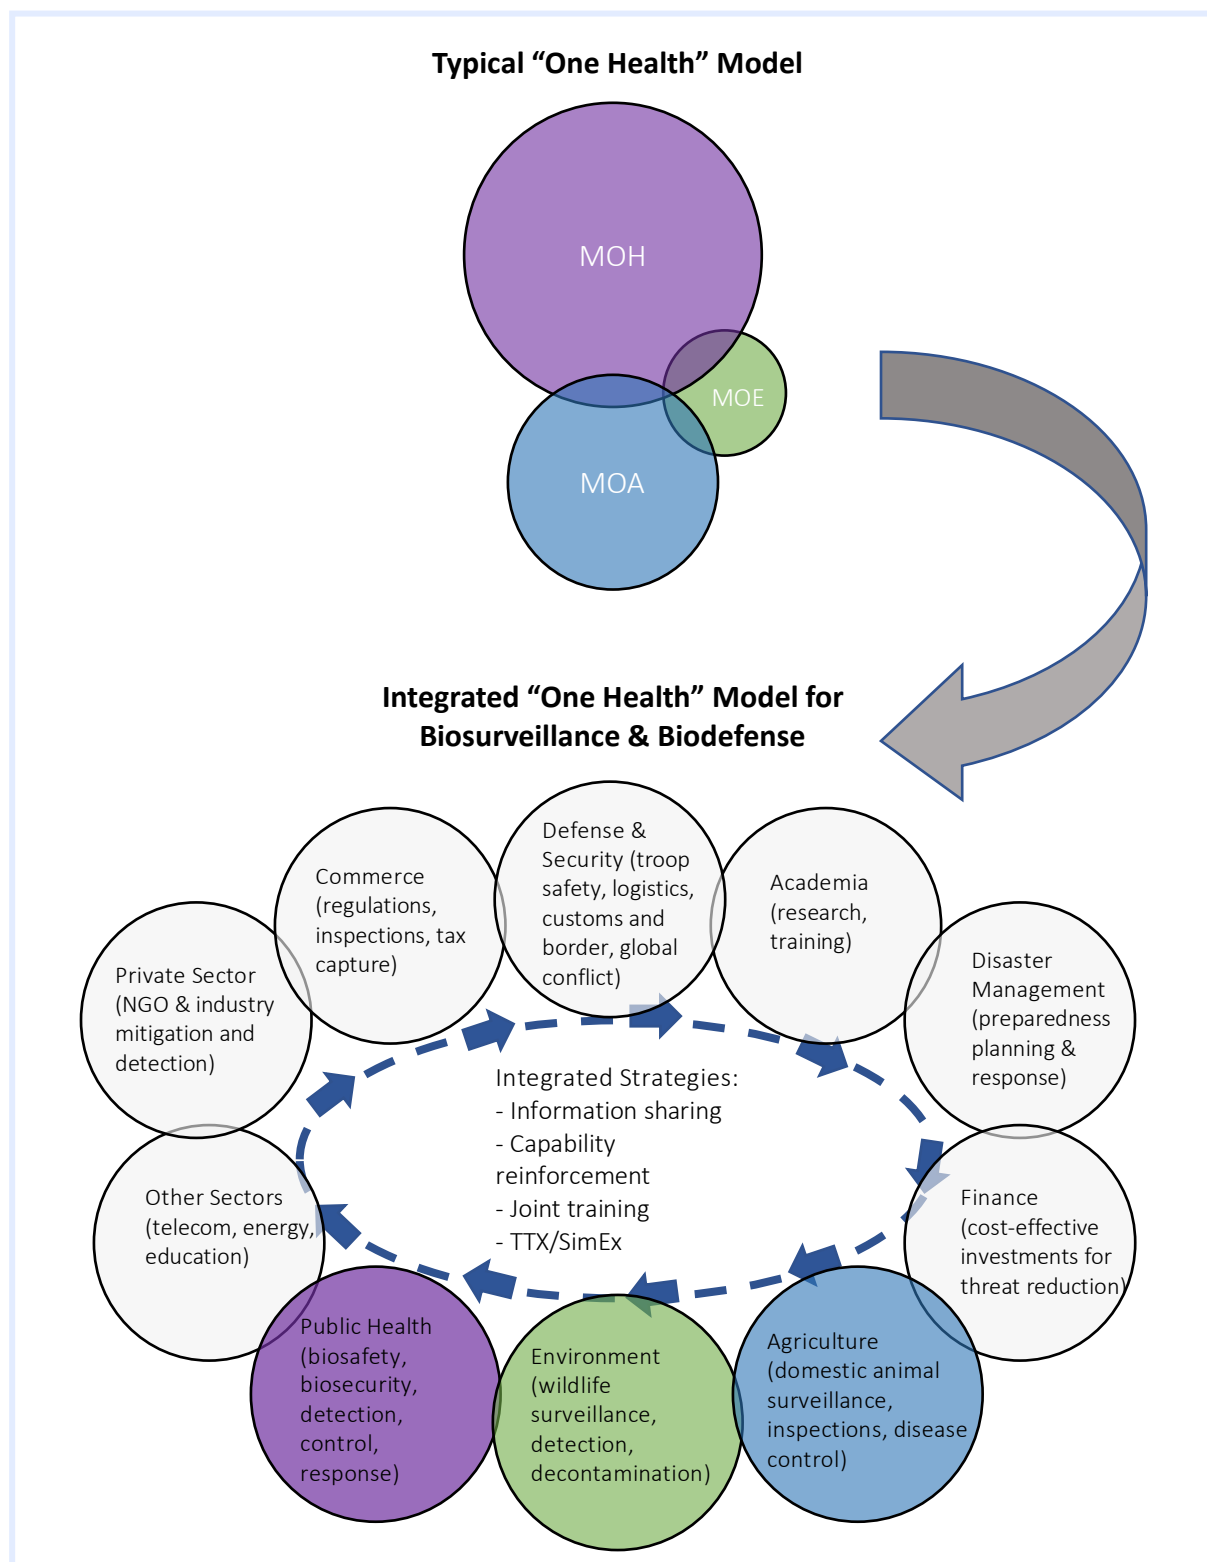 Typical “One Health” Model
MOH
MOE
MOA
Integrated “One Health” Model for
Biosurveillance & Biodefense
Defense &
Security (troop
safety, logistics,
customs and
border, global
conflict)
Commerce
(regulations,
inspections, tax
capture)
Academia
(research,
training)
Private Sector
(NGO & industry
mitigation and
detection)
Disaster
Management
(preparedness
planning &
response)
Integrated Strategies:
- Information sharing
- Capability
reinforcement
- Joint training
- TTX/SimEx
Other Sectors
(telecom, energy,
education)
Finance
(cost-effective
investments for
threat reduction)
Public Health
(biosafety,
biosecurity,
detection,
control,
response)
Environment
(wildlife
surveillance,
detection,
decontamination)
Agriculture
(domestic animal
surveillance,
inspections, disease
control)